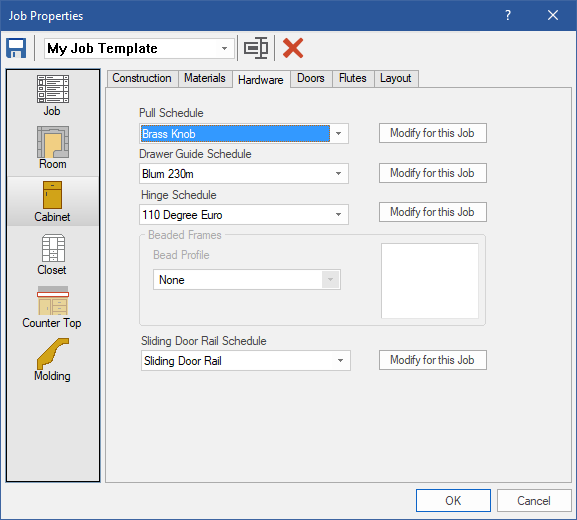 Job Properties
?
My Job Template
Job
Room
Cabinet
Closet
Counter Top
Molding
Construction Materials Hardware Doors Flutes Layout
Pull Schedule
Brass Knob Modify for this Job
Drawer Guide Schedule
Blum 230m Modify for this Job
Hinge Schedule
110 Degree Euro Modify for this Job
Beaded Frames
Bead Profile
None
Sliding Door Rail Schedule
Sliding Door Rail Modify for this Job
OK Cancel